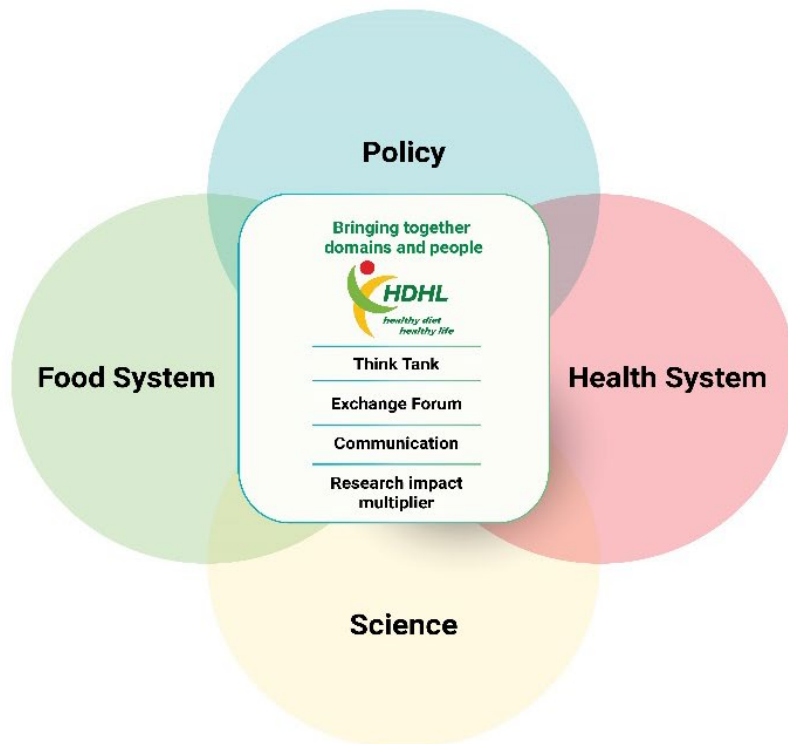 Policy
Bringing together
domains and people
HDHL
healthy diet
healthy life
Food System
Health System
Think Tank
Exchange Forum
Communication
Research impact
multiplier
Science